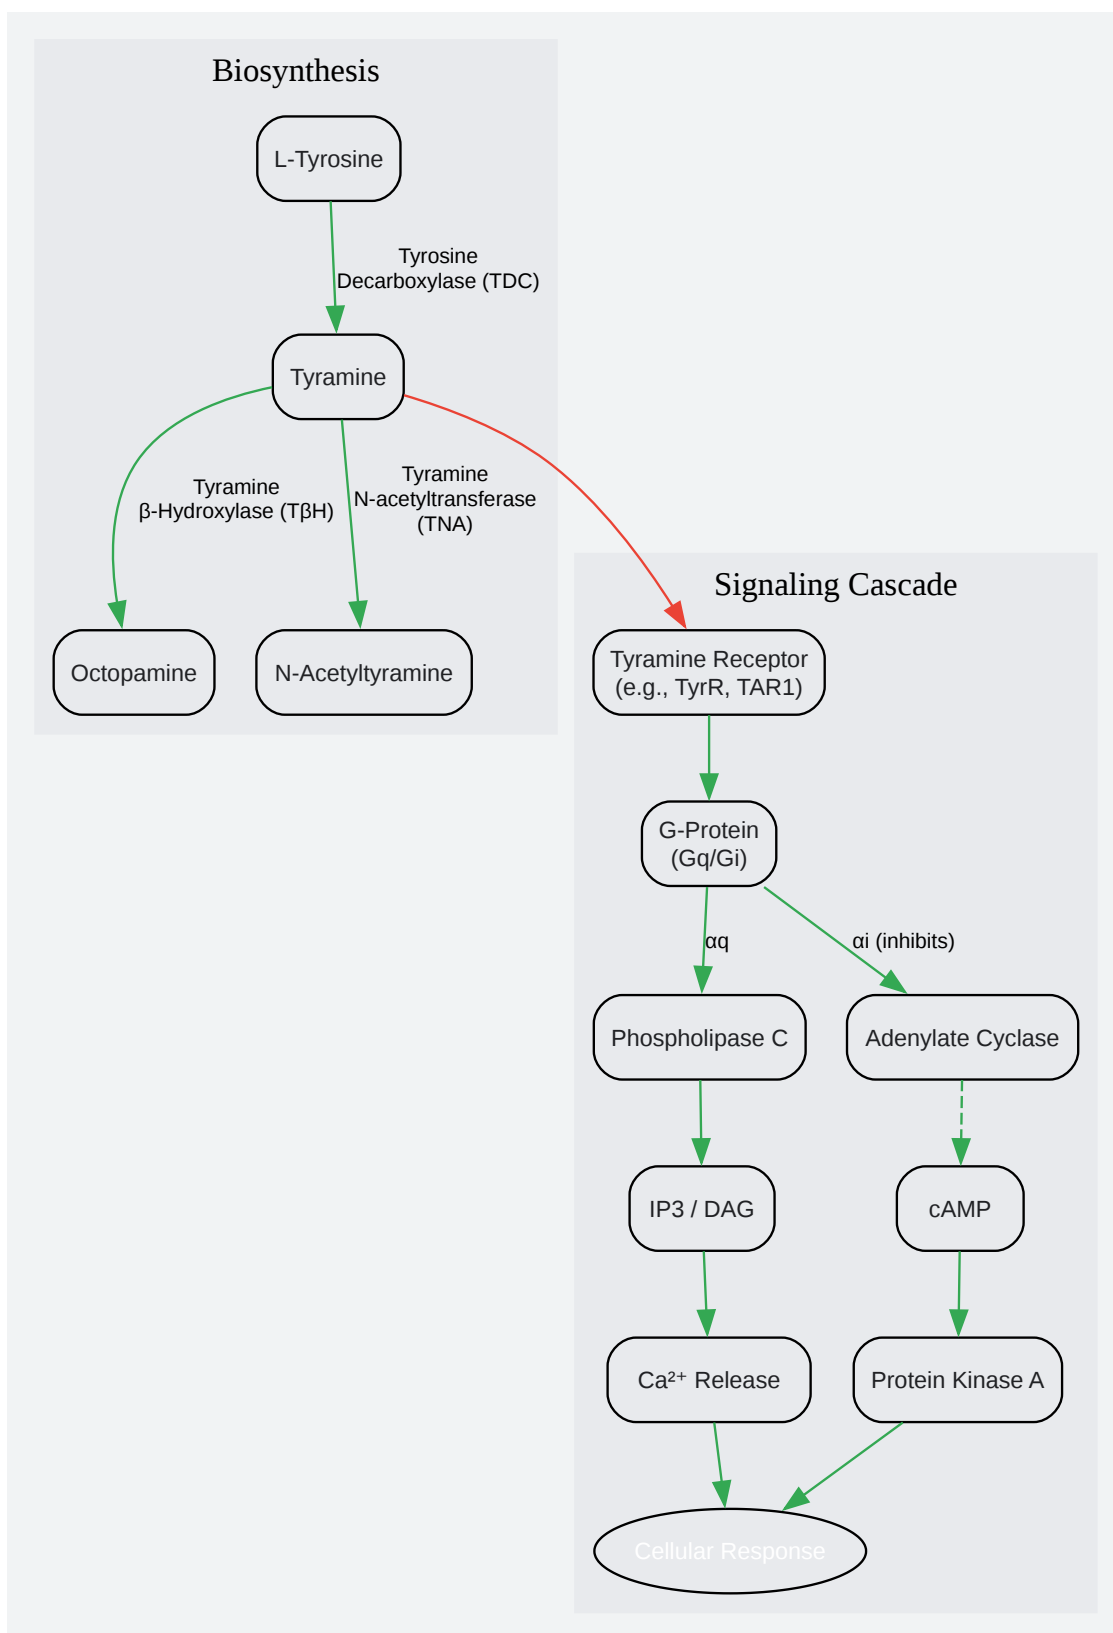 Biosynthesis
L-Tyrosine
Tyrosine
Decarboxylase (TDC)
Tyramine
Tyramine
β-Hydroxylase (TβH)
Tyramine
N-acetyltransferase
(TNA)
Octopamine
N-Acetyltyramine
Signaling Cascade
Tyramine Receptor
(e.g., TyrR, TAR1)
G-Protein
(Gq/Gi)
αq
αi (inhibits)
Phospholipase C
Adenylate Cyclase
IP3 / DAG
cAMP
Ca²⁺ Release
Protein Kinase A
Cellular Response